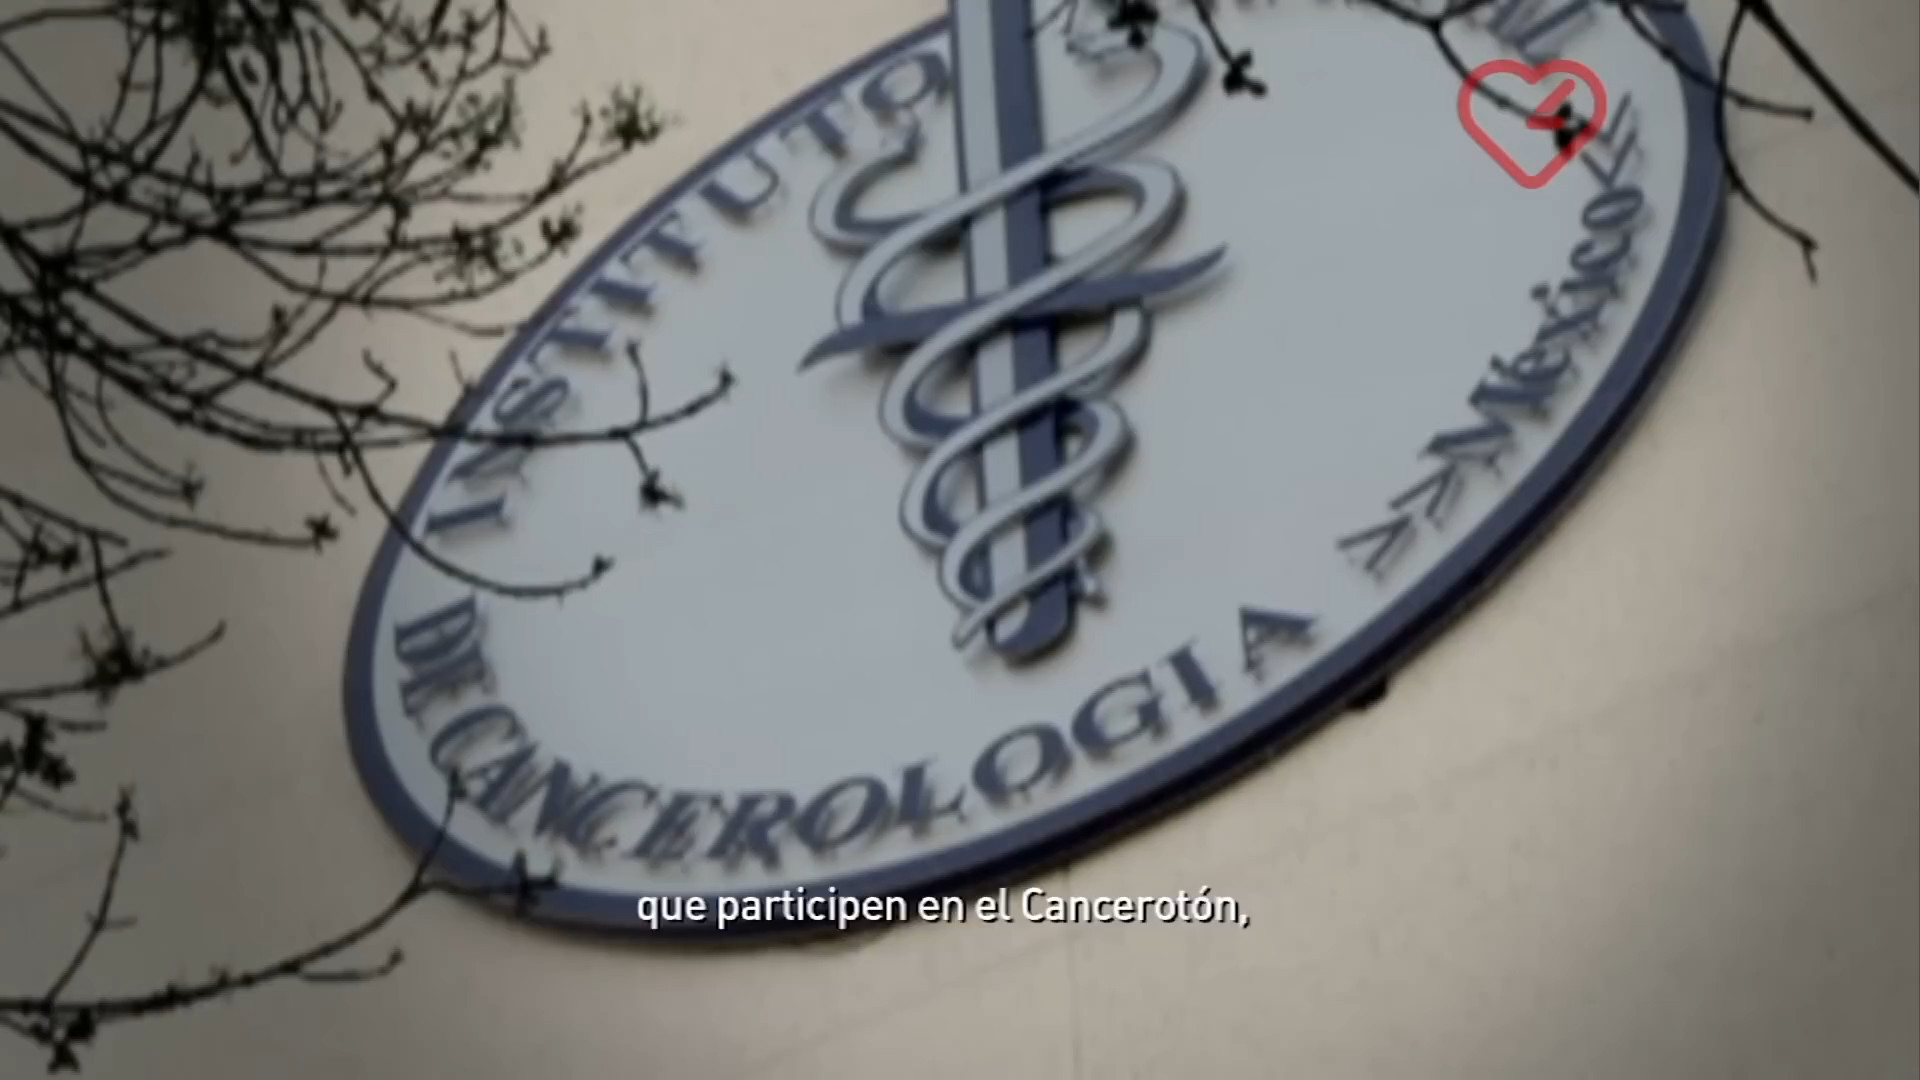 INSTITUTO
DE CANCEROLOGIA
México
que participen en el Cancerotón,